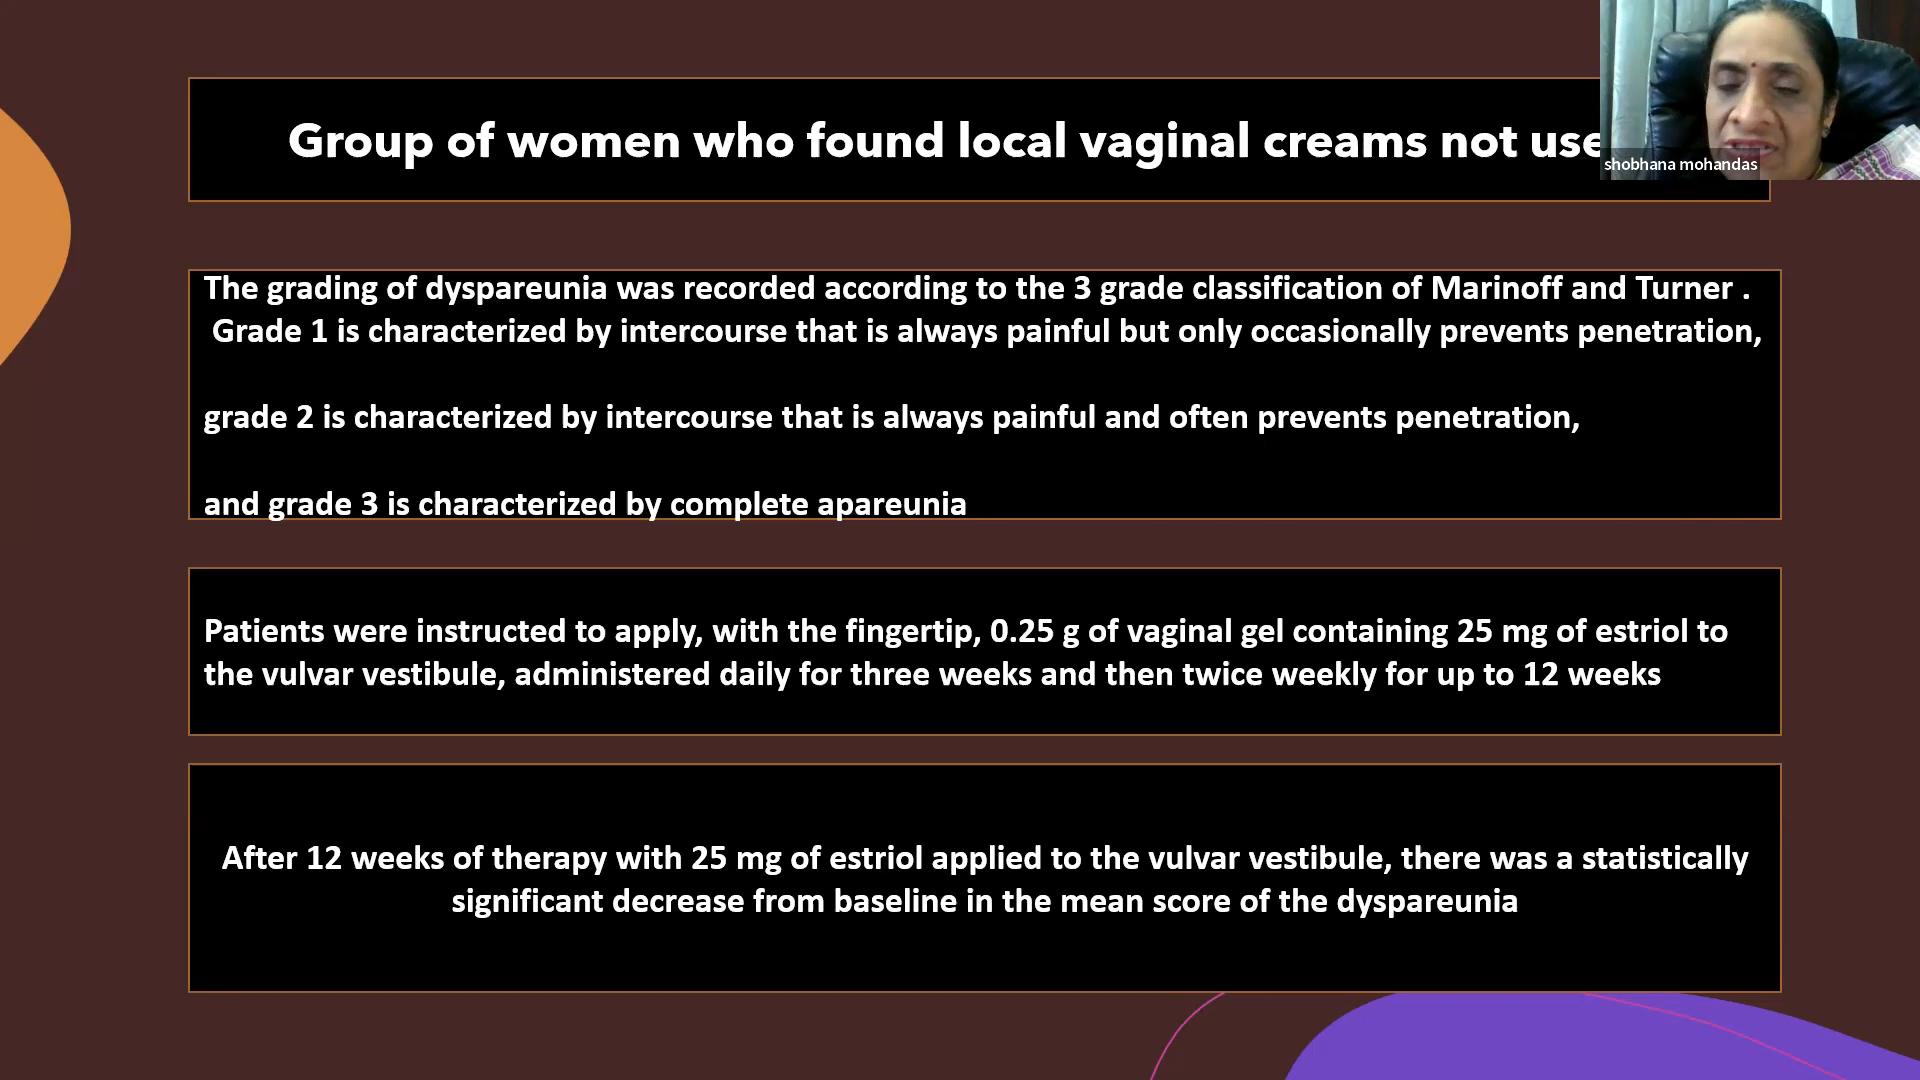 Group of women who found local vaginal creams not
shobhana mohandas
The grading of dyspareunia was recorded according to the 3 grade classification of Marinoff and Turner .
Grade 1 is characterized by intercourse that is always painful but only occasionally prevents penetration,
grade 2 is characterized by intercourse that is always painful and often prevents penetration,
and grade 3 is characterized by complete apareunia
Patients were instructed to apply, with the fingertip, 0.25 g of vaginal gel containing 25 mg of estriol to
the vulvar vestibule, administered daily for three weeks and then twice weekly for up to 12 weeks
After 12 weeks of therapy with 25 mg of estriol applied to the vulvar vestibule, there was a statistically
significant decrease from baseline in the mean score of the dyspareunia